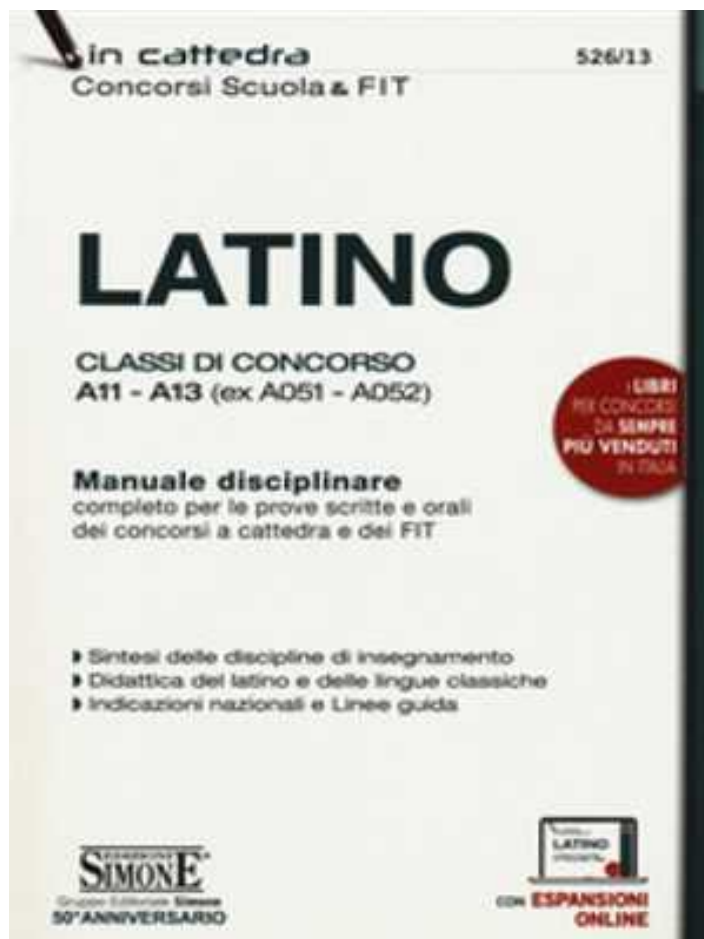 in cattedra
526/13
Concorsi Scuola & FIT
LATINO
CLASSI DI CONCORSO
A11 - A13 (ex A051 - A052)
I LIBRI
PER CONCORSI
DA SEMPRE
PIÙ VENDUTI
IN ITALIA
Manuale disciplinare
completo per le prove scritte e orali
dei concorsi a cattedra e dei FIT
Sintesi delle discipline di insegnamento
Didattica del latino e delle lingue classiche
Indicazioni nazionali e Linee guida
EDIZIONI
SIMONE
Gruppo Editoriale Simone
50°ANNIVERSARIO
LATINO
CON ESPANSIONI
ONLINE